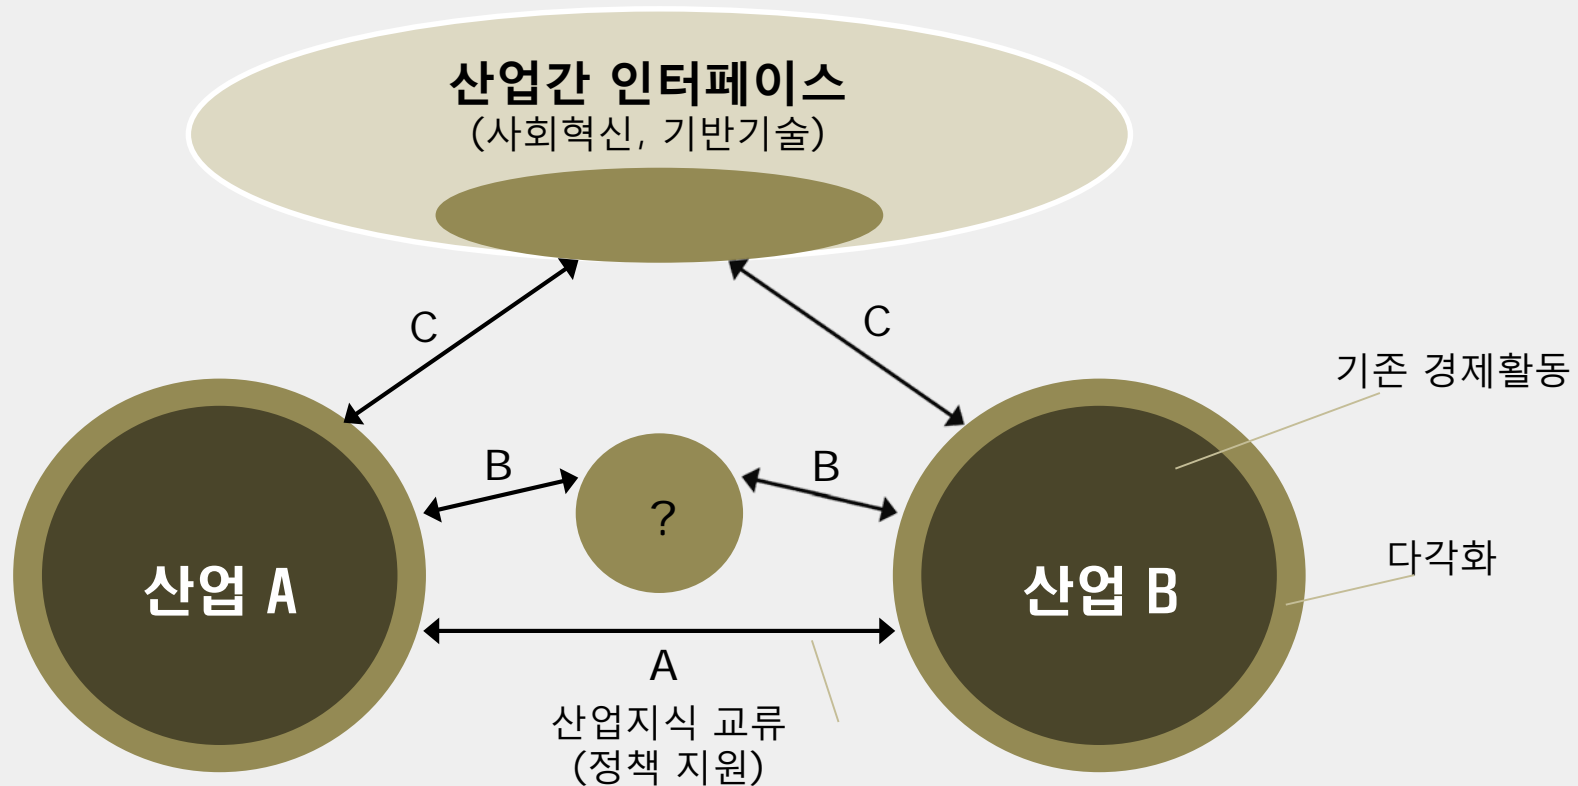 산업간 인터페이스
(사회혁신, 기반기술)
C
C
기존 경제활동
B
B
?
다각화
산업 A
산업 B
A
산업지식 교류
(정책 지원)